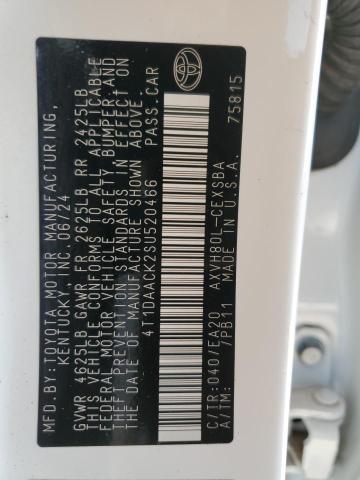 MFD.BY:TOYOTA MOTOR MANUFACTURING,
KENTUCKY, INC.06/24
GVWR 4625LB GAWR FR 2625LB RR 2425LB
THIS VEHICLE CONFORMS TO ALL APPLICABLE
FEDERAL MOTOR VEHICLE SAFETY, BUMPER, AND
THEFT PREVENTION STANDARDS IN EFFECT ON
THE DATE OF MANUFACTURE SHOWN ABOVE.
4T1DAACK2SU520466 PASS.CAR
C/TR:040/EA20 AXVH80L-CEXSBA
A/TM: /PB11 MADE IN U.S.A.
75815